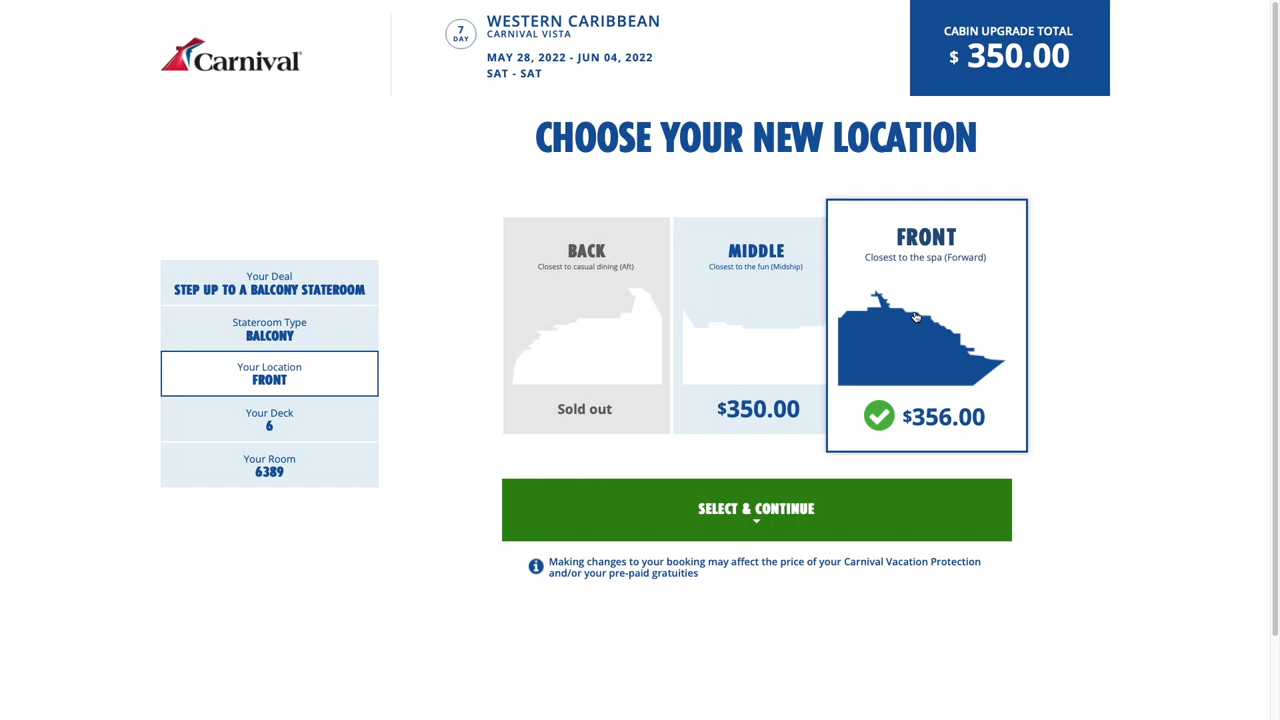 Carnival
7
DAY
WESTERN CARIBBEAN
CARNIVAL VISTA
MAY 28, 2022 - JUN 04, 2022
SAT - SAT
CABIN UPGRADE TOTAL
$ 350.00
CHOOSE YOUR NEW LOCATION
Your Deal
STEP UP TO A BALCONY STATEROOM
Stateroom Type
BALCONY
Your Location
FRONT
Your Deck
6
Your Room
6389
BACK
Closest to casual dining (Aft)
Sold out
MIDDLE
Closest to the fun (Midship)
$350.00
FRONT
Closest to the spa (Forward)
$356.00
SELECT & CONTINUE
Making changes to your booking may affect the price of your Carnival Vacation Protection
and/or your pre-paid gratuities